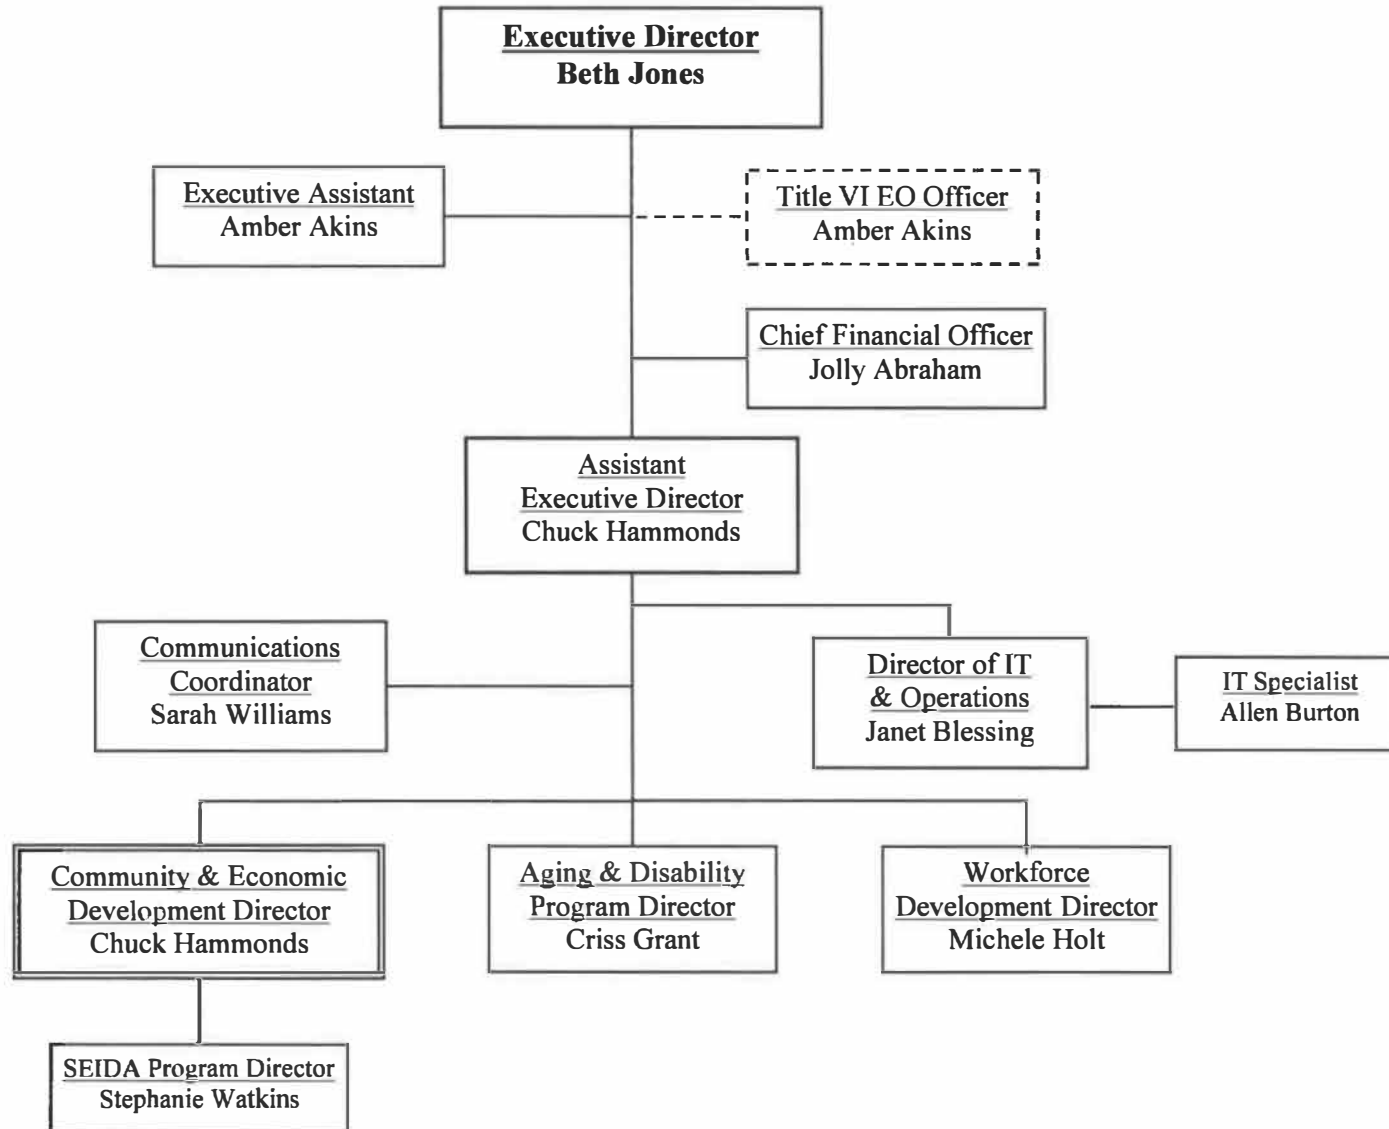 Executive Director
Beth Jones
Executive Assistant
Amber Akins
Title VI EO Officer
Amber Akins
Chief Financial Officer
Jolly Abraham
Assistant
Executive Director
Chuck Hammonds
Communications
Coordinator
Sarah Williams
Director of IT
& Operations
Janet Blessing
IT Specialist
Allen Burton
Community & Economic
Development Director
Chuck Hammonds
Aging & Disability
Program Director
Criss Grant
Workforce
Development Director
Michele Holt
SEIDA Program Director
Stephanie Watkins